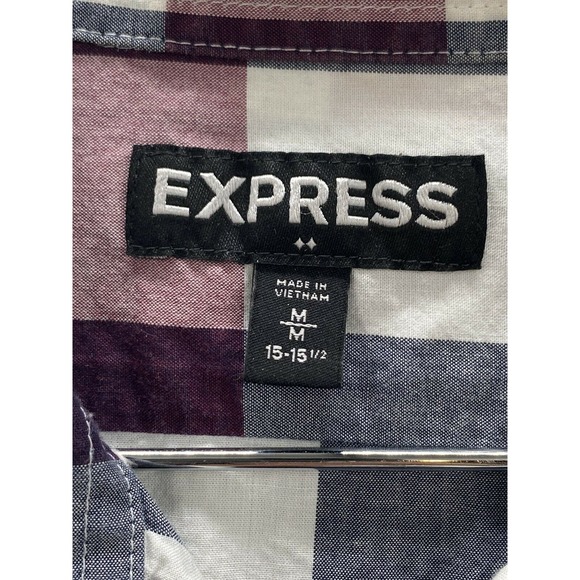 EXPRESS
MADE IN
VIETNAM
M
M
15-15 1/2